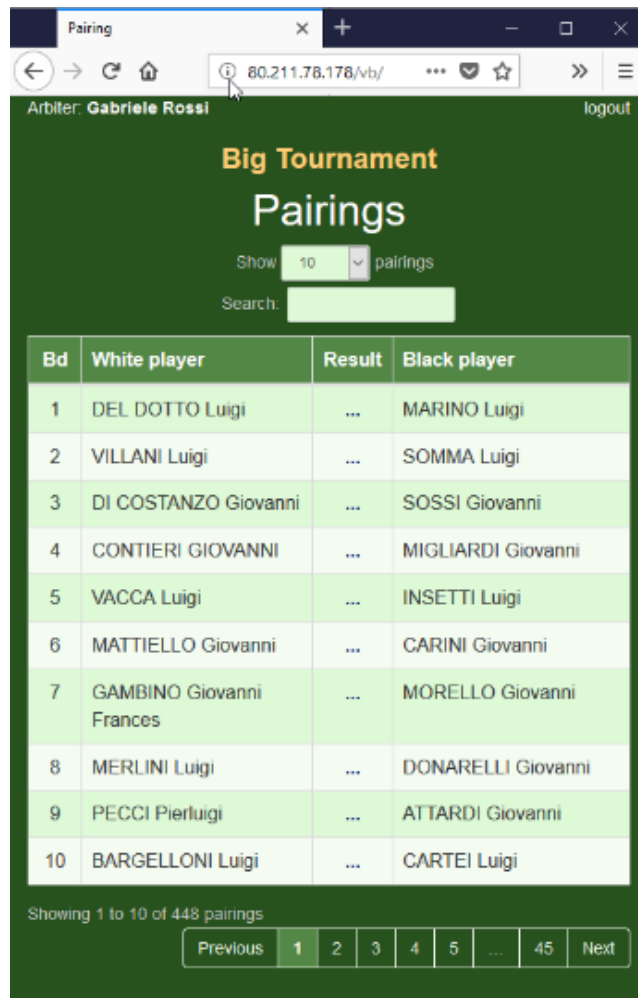 Pairing
80.211.78.178/vb/
Arbiter: Gabriele Rossi logout
Big Tournament
Pairings
Show 10 pairings
Search:
Bd White player Result Black player
1 DEL DOTTO Luigi ... MARINO Luigi
2 VILLANI Luigi ... SOMMA Luigi
3 DI COSTANZO Giovanni ... SOSSI Giovanni
4 CONTIERI GIOVANNI ... MIGLIARDI Giovanni
5 VACCA Luigi ... INSETTI Luigi
6 MATTIELLO Giovanni ... CARINI Giovanni
7 GAMBINO Giovanni ... MORELLO Giovanni
Frances
8 MERLINI Luigi ... DONARELLI Giovanni
9 PECCI Pierluigi ... ATTARDI Giovanni
10 BARGELLONI Luigi ... CARTEI Luigi
Showing 1 to 10 of 448 pairings
Previous 1 2 3 4 5 ... 45 Next